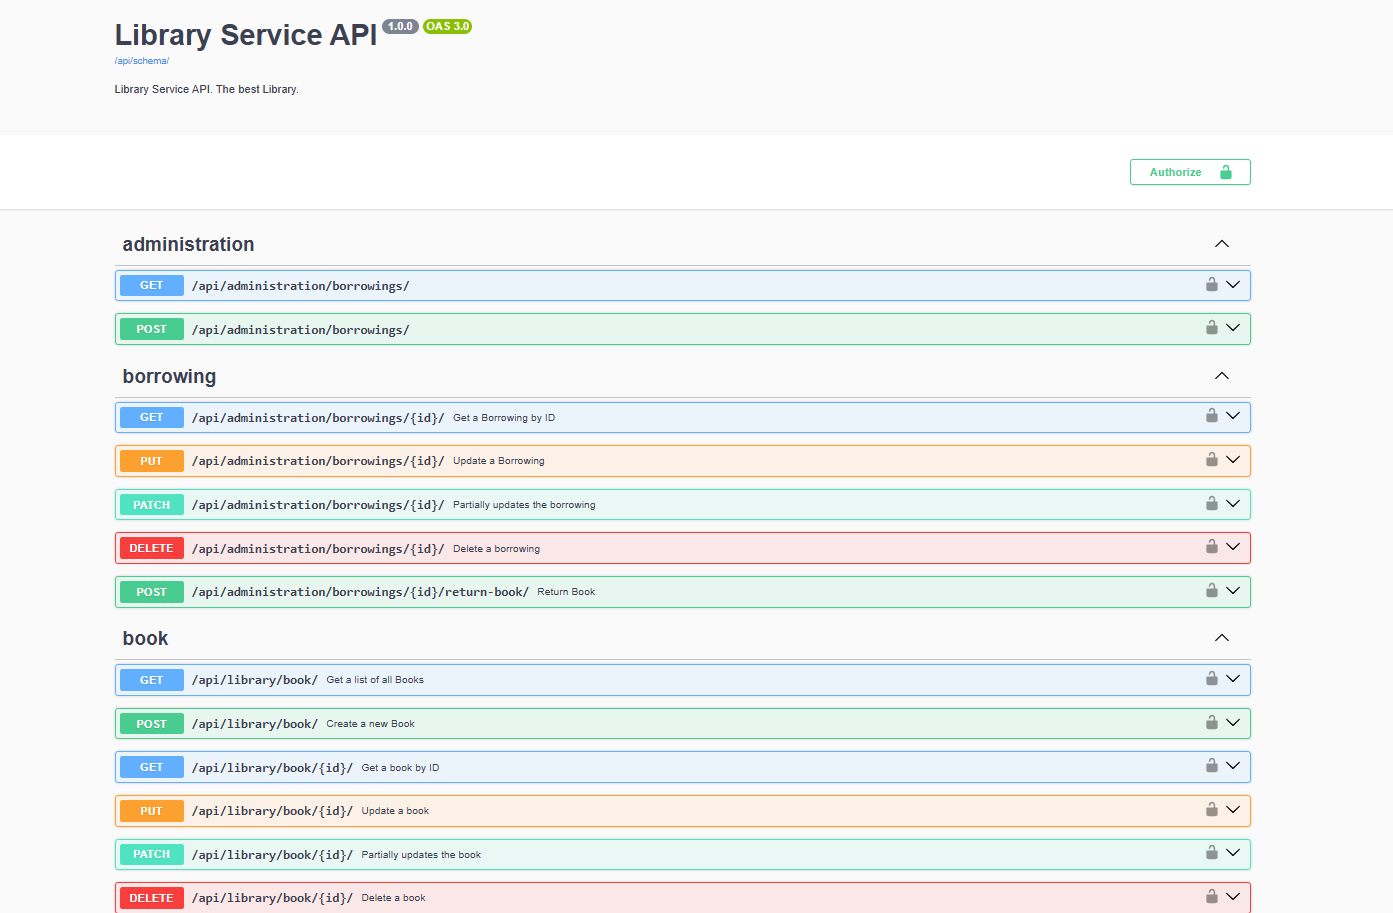 Library Service API 1.0.0 OAS 3.0
/api/schema/
Library Service API. The best Library.
Authorize
administration
GET /api/administration/borrowings/
POST /api/administration/borrowings/
borrowing
GET /api/administration/borrowings/{id}/ Get a Borrowing by ID
PUT /api/administration/borrowings/{id}/ Update a Borrowing
PATCH /api/administration/borrowings/{id}/ Partially updates the borrowing
DELETE /api/administration/borrowings/{id}/ Delete a borrowing
POST /api/administration/borrowings/{id}/return-book/ Return Book
book
GET /api/library/book/ Get a list of all Books
POST /api/library/book/ Create a new Book
GET /api/library/book/{id}/ Get a book by ID
PUT /api/library/book/{id}/ Update a book
PATCH /api/library/book/{id}/ Partially updates the book
DELETE /api/library/book/{id}/ Delete a book